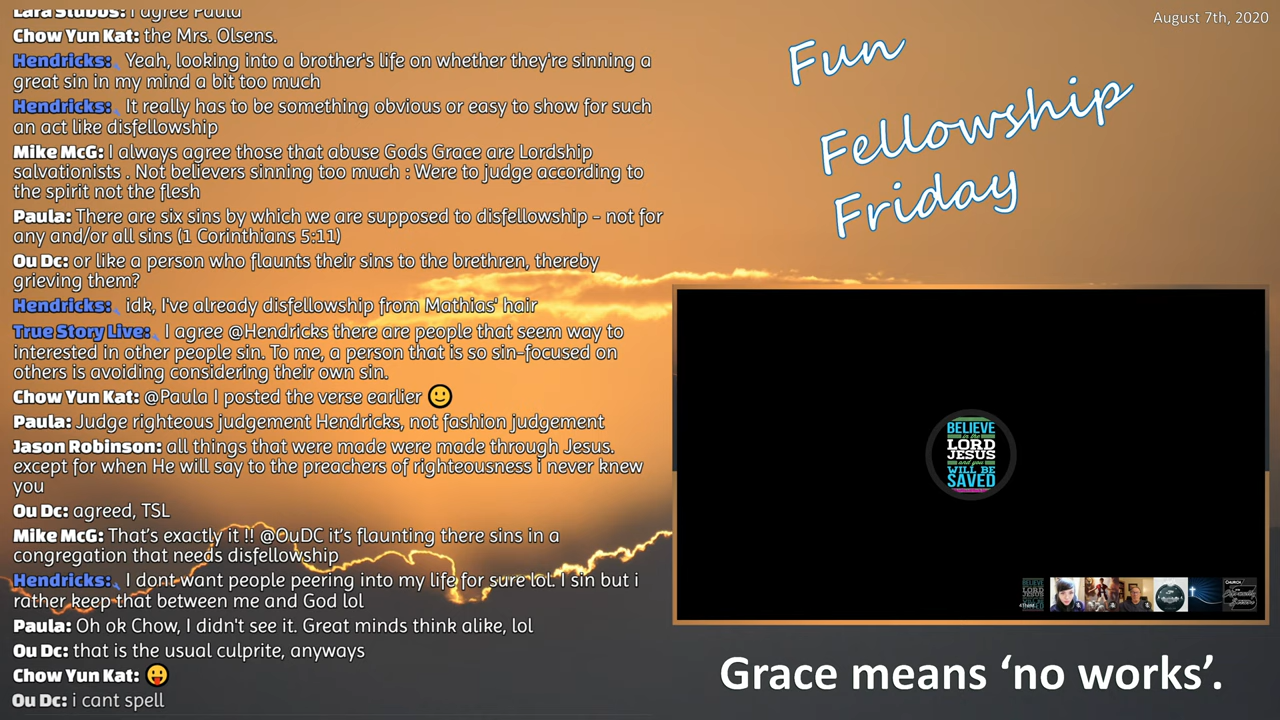 Lara Stubbs: I agree Paula
Chow Yun Kat: the Mrs. Olsens.
Hendricks: Yeah, looking into a brother's life on whether they're sinning a
great sin in my mind a bit too much
Hendricks: It really has to be something obvious or easy to show for such
an act like disfellowship
Mike McG: I always agree those that abuse Gods Grace are Lordship
salvationists . Not believers sinning too much : Were to judge according to
the spirit not the flesh
Paula: There are six sins by which we are supposed to disfellowship - not for
any and/or all sins (1 Corinthians 5:11)
Ou Dc: or like a person who flaunts their sins to the brethren, thereby
grieving them?
Hendricks: idk, I've already disfellowship from Mathias' hair
True Story Live: I agree @Hendricks there are people that seem way to
interested in other people sin. To me, a person that is so sin-focused on
others is avoiding considering their own sin.
Chow Yun Kat: @Paula I posted the verse earlier 🙂
Paula: Judge righteous judgement Hendricks, not fashion judgement
Jason Robinson: all things that were made were made through Jesus.
except for when He will say to the preachers of righteousness i never knew
you
Ou Dc: agreed, TSL
Mike McG: That's exactly it !! @OuDC it's flaunting there sins in a
congregation that needs disfellowship
Hendricks: I dont want people peering into my life for sure lol. I sin but i
rather keep that between me and God lol
Paula: Oh ok Chow, I didn't see it. Great minds think alike, lol
Ou Dc: that is the usual culprite, anyways
Chow Yun Kat: 😛
Ou Dc: i cant spell
August 7th, 2020
Fun
Fellowship
Friday
BELIEVE
in the
LORD
JESUS
and you
WILL BE
SAVED
CHURCH
Grace means ‘no works’.